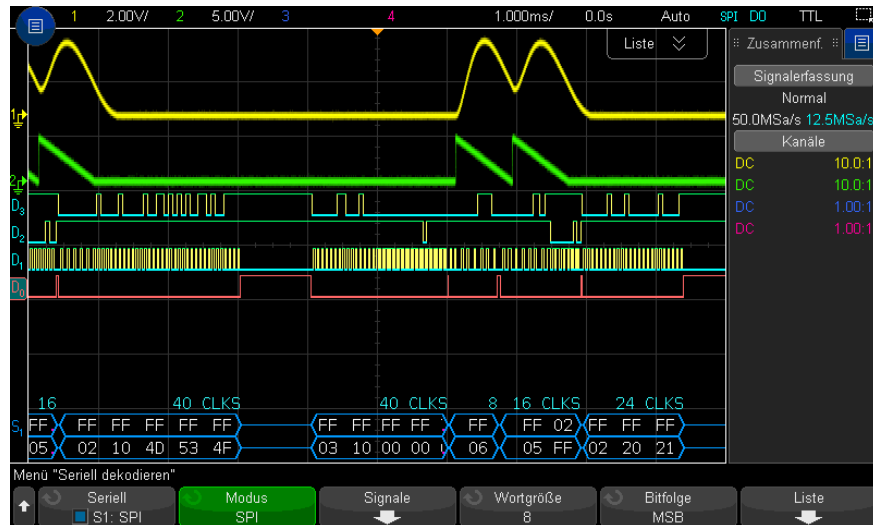 1 2.00V/ 2 5.00V/ 3 4 1.000ms/ 0.0s Auto SPI D0 TTL
Liste
Zusammenf.
Signalerfassung
Normal
50.0MSa/s 12.5MSa/s
Kanäle
DC 10.0:1
DC 10.0:1
DC 1.00:1
DC 1.00:1
1
2
D3
D2
D1
D0
16 40 CLKS 40 CLKS 8 16 CLKS 24 CLKS
S1 FF FF FF FF FF FF FF FF FF FF FF FF 02 FF FF FF
05 02 10 4D 53 4F 03 10 00 00 06 05 FF 02 20 21
Menü "Seriell dekodieren"
Seriell Modus Signale Wortgröße Bitfolge Liste
S1: SPI SPI 8 MSB